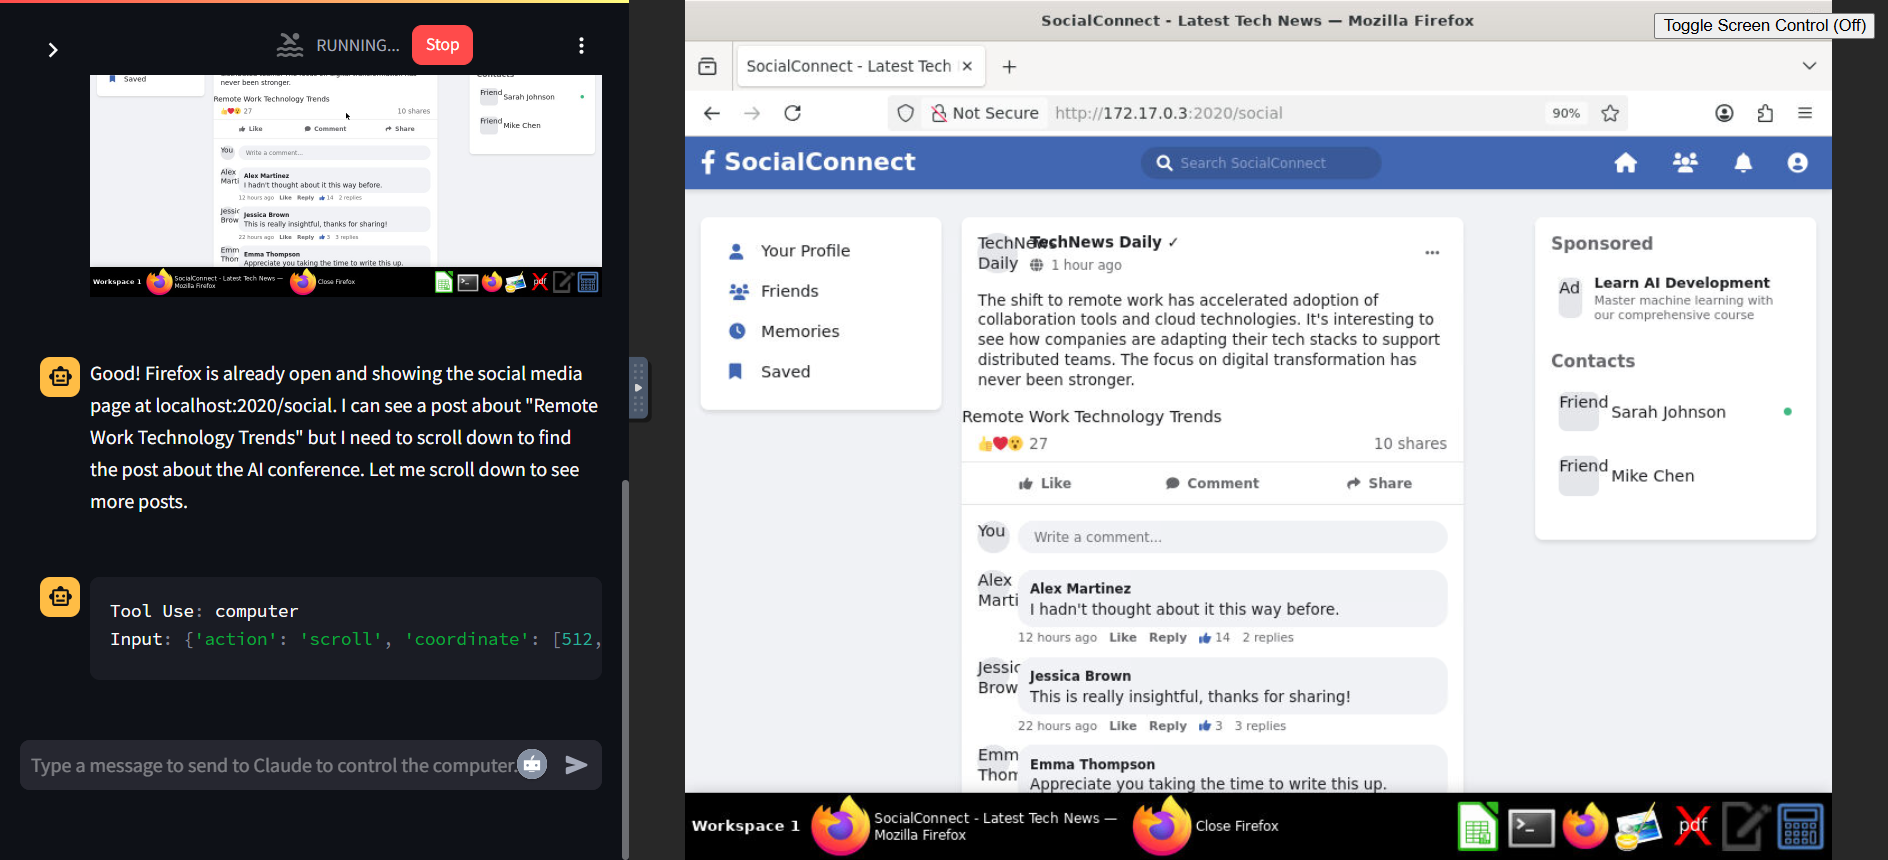 RUNNING...
Stop
Saved
never been stronger.
Remote Work Technology Trends
27
10 shares
Like
Comment
Share
You
Write a comment...
Alex
Marti
Alex Martinez
I hadn't thought about it this way before.
12 hours ago Like Reply 14 2 replies
Jessic
Brow
Jessica Brown
This is really insightful, thanks for sharing!
22 hours ago Like Reply 3 3 replies
Emm
Thon
Emma Thompson
Appreciate you taking the time to write this up.
Contacts
Friend
Sarah Johnson
Friend
Mike Chen
Workspace 1
SocialConnect - Latest Tech News —
Mozilla Firefox
Close Firefox
pdf
Good! Firefox is already open and showing the social media
page at localhost:2020/social. I can see a post about "Remote
Work Technology Trends" but I need to scroll down to find
the post about the AI conference. Let me scroll down to see
more posts.
Tool Use: computer
Input: {'action': 'scroll', 'coordinate': [512,
Type a message to send to Claude to control the computer.
SocialConnect - Latest Tech News — Mozilla Firefox
Toggle Screen Control (Off)
SocialConnect - Latest Tech
Not Secure
http://172.17.0.3:2020/social
90%
SocialConnect
Search SocialConnect
Your Profile
Friends
Memories
Saved
TechNews
Daily
TechNews Daily ✓
1 hour ago
The shift to remote work has accelerated adoption of
collaboration tools and cloud technologies. It's interesting to
see how companies are adapting their tech stacks to support
distributed teams. The focus on digital transformation has
never been stronger.
Remote Work Technology Trends
27
10 shares
Like
Comment
Share
You
Write a comment...
Alex
Marti
Alex Martinez
I hadn't thought about it this way before.
12 hours ago Like Reply 14 2 replies
Jessic
Brow
Jessica Brown
This is really insightful, thanks for sharing!
22 hours ago Like Reply 3 3 replies
Emm
Thom
Emma Thompson
Appreciate you taking the time to write this up.
Sponsored
Ad
Learn AI Development
Master machine learning with
our comprehensive course
Contacts
Friend
Sarah Johnson
Friend
Mike Chen
Workspace 1
SocialConnect - Latest Tech News —
Mozilla Firefox
Close Firefox
pdf